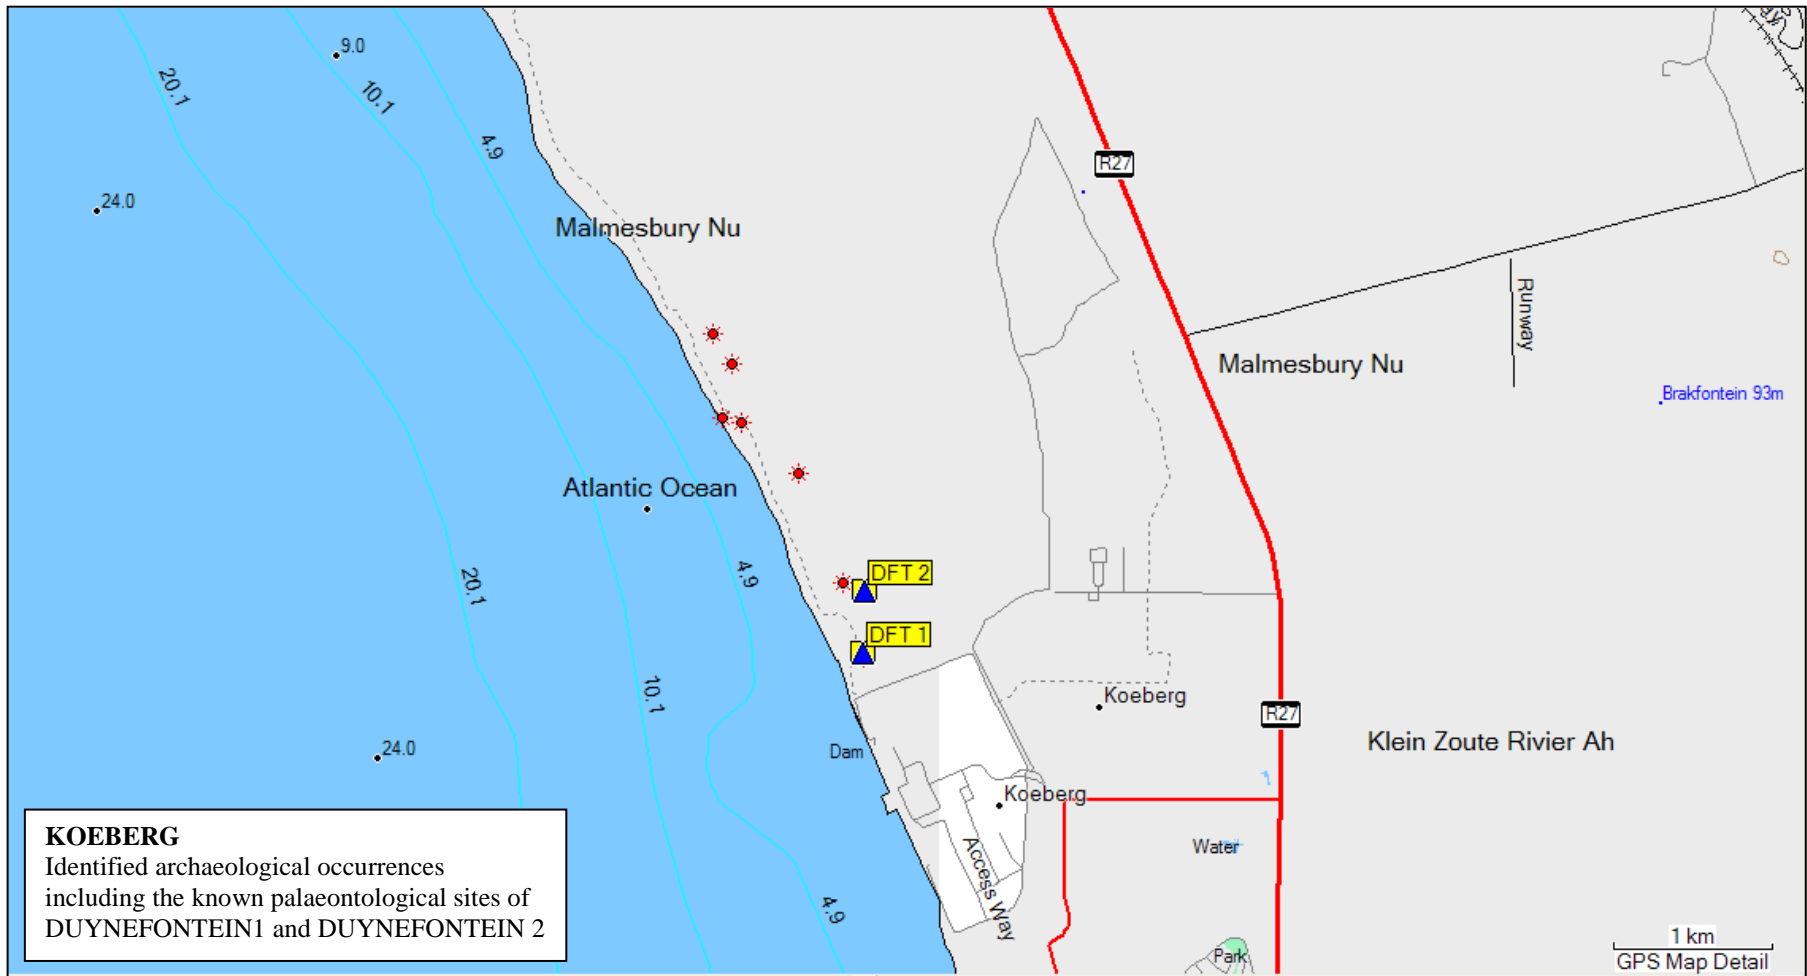 9.0
20.1
10.1
4.9
24.0
R27
Malmesbury Nu
Runway
Malmesbury Nu
Brakfontein 93m
Atlantic Ocean
20.1
4.9
DFT 2
DFT 1
10.1
Koeberg
R27
Klein Zoute Rivier Ah
24.0
Dam
Koeberg
Access Way
Water
4.9
Park
1 km
GPS Map Detail
KOEBERG
Identified archaeological occurrences
including the known palaeontological sites of
DUYNEFONTEIN1 and DUYNEFONTEIN 2